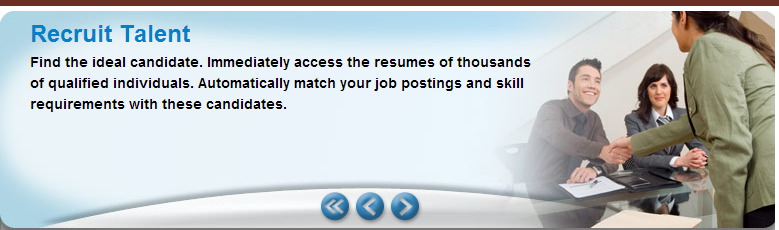 Recruit Talent
Find the ideal candidate. Immediately access the resumes of thousands
of qualified individuals. Automatically match your job postings and skill
requirements with these candidates.